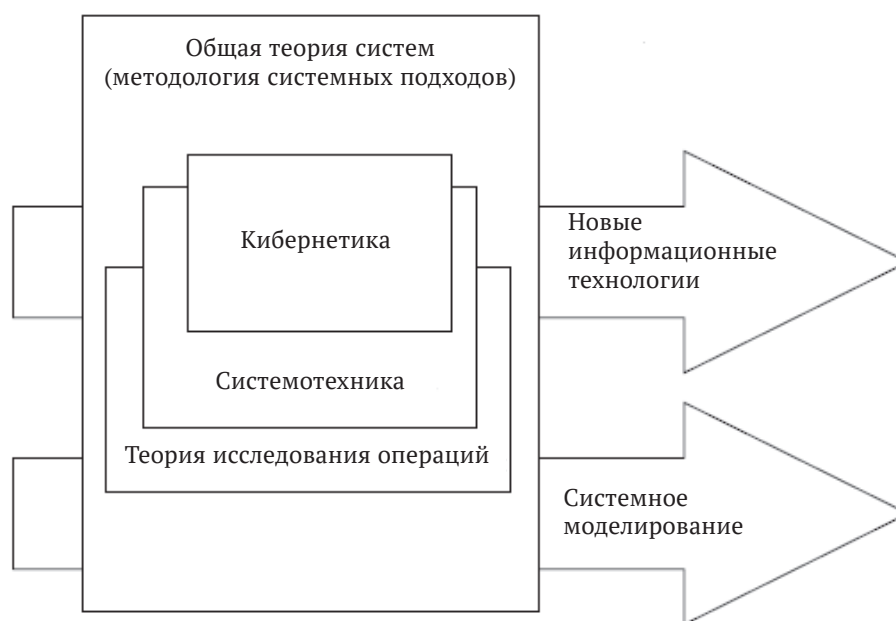 Общая теория систем
(методология системных подходов)
Кибернетика
Системотехника
Теория исследования операций
Новые
информационные
технологии
Системное
моделирование